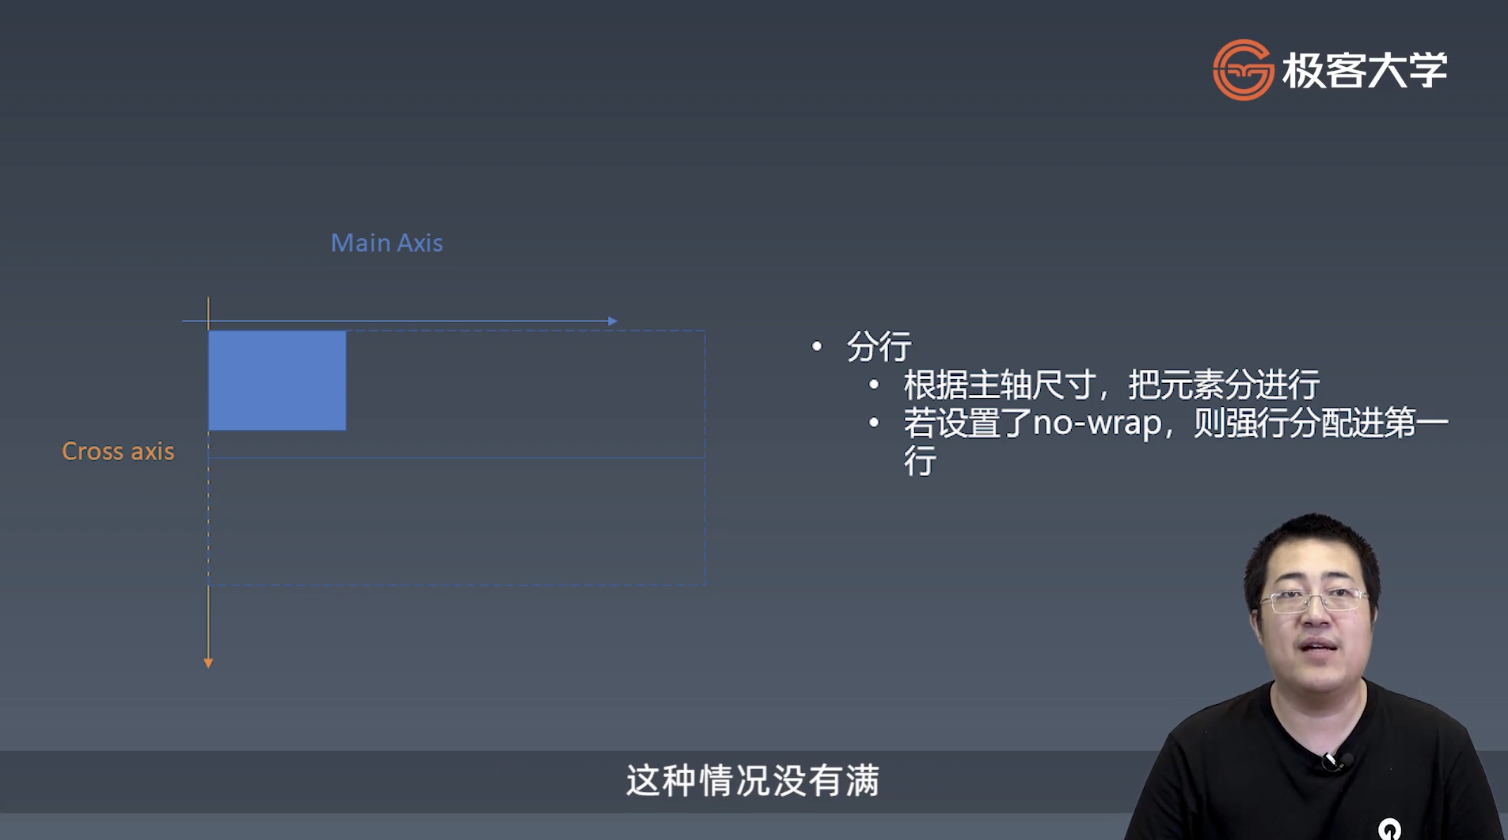 极客大学
Main Axis
Cross axis
• 分行
• 根据主轴尺寸，把元素分进行
• 若设置了no-wrap，则强行分配进第一
行
这种情况没有满